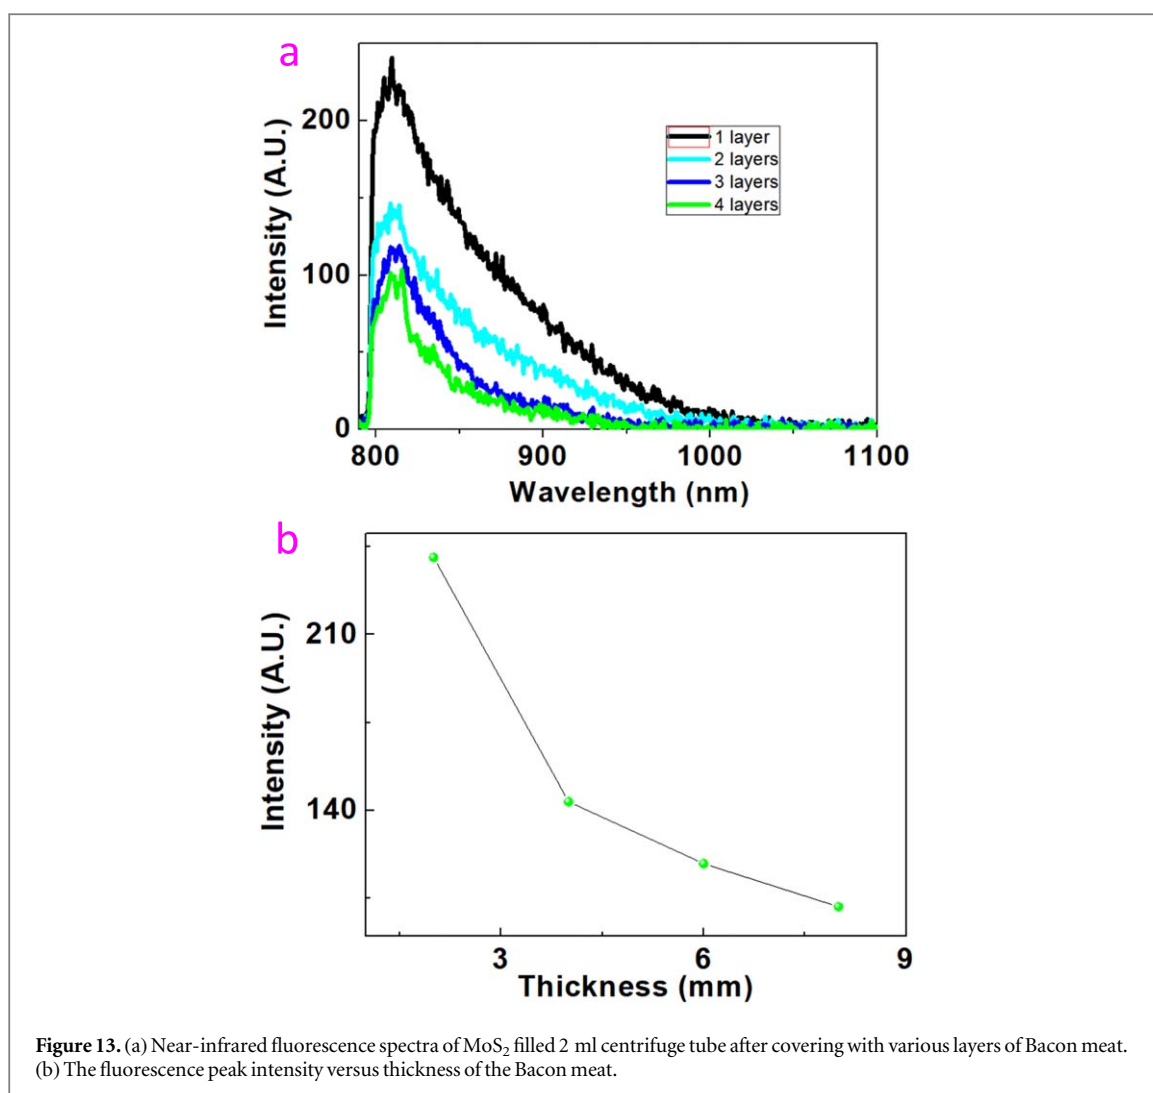 a
200
100
0
Intensity (A.U.)
1 layer
2 layers
3 layers
4 layers
800 900 1000 1100
Wavelength (nm)
b
210
140
Intensity (A.U.)
3 6 9
Thickness (mm)
Figure 13. (a) Near-infrared fluorescence spectra of MoS2 filled 2 ml centrifuge tube after covering with various layers of Bacon meat.
(b) The fluorescence peak intensity versus thickness of the Bacon meat.